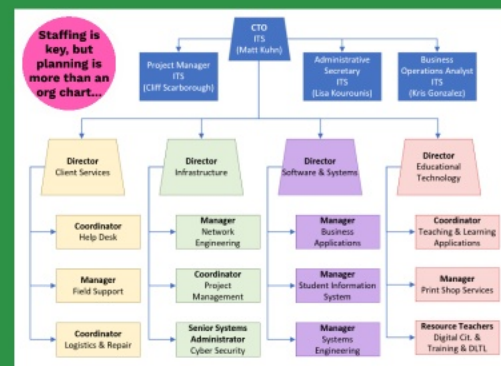 Staffing is
key, but
planning is
more than an
org chart...
CTO
ITS
(Matt Kuhn)
Project Manager
ITS
(Cliff Scarborough)
Administrative
Secretary
ITS
(Lisa Kourounis)
Business
Operations Analyst
ITS
(Kris Gonzalez)
Director
Client Services
Director
Infrastructure
Director
Software & Systems
Director
Educational
Technology
Coordinator
Help Desk
Manager
Network
Engineering
Manager
Business
Applications
Coordinator
Teaching & Learning
Applications
Manager
Field Support
Coordinator
Project
Management
Manager
Student Information
System
Manager
Print Shop Services
Coordinator
Logistics & Repair
Senior Systems
Administrator
Cyber Security
Manager
Systems
Engineering
Resource Teachers
Digital Cit. &
Training & DLTL